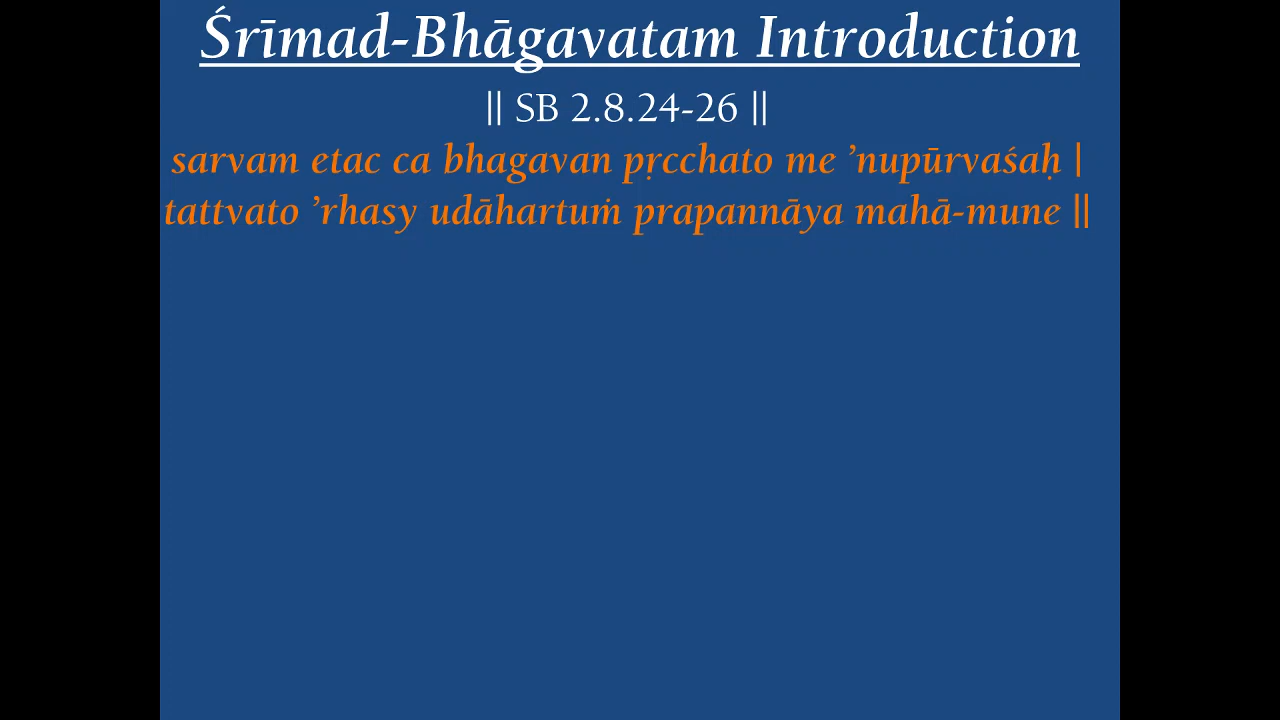 Śrīmad-Bhāgavatam Introduction
|| SB 2.8.24-26 ||
sarvam etac ca bhagavan pṛcchato me ’nupūrvaśaḥ |
tattvato ’rhasy udāhartuṁ prapannāya mahā-mune ||